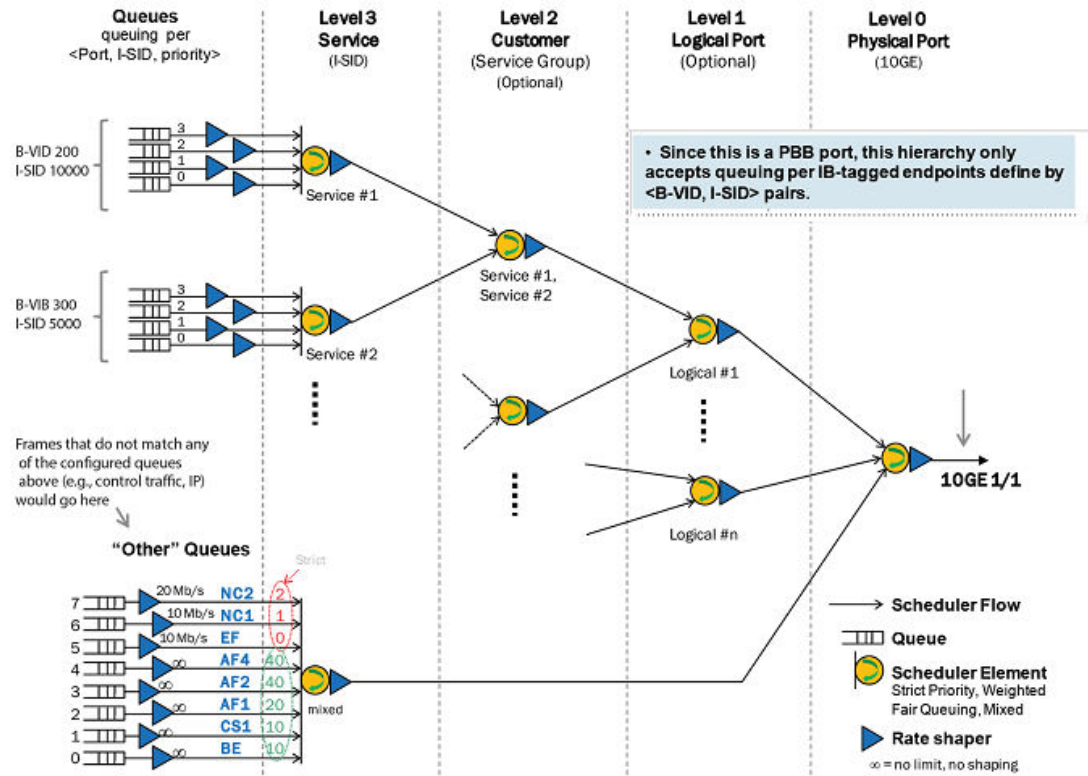 Queues
queuing per
<Port, I-SID, priority>
Level 3
Service
(I-SID)
Level 2
Customer
(Service Group)
(Optional)
Level 1
Logical Port
(Optional)
Level 0
Physical Port
(10GE)
B-VID 200
I-SID 10000
3
2
1
0
Service #1
• Since this is a PBB port, this hierarchy only
accepts queuing per IB-tagged endpoints define by
<B-VID, I-SID> pairs.
Service #1,
Service #2
B-VIB 300
I-SID 5000
3
2
1
0
Service #2
Logical #1
Logical #n
10GE 1/1
Frames that do not match any
of the configured queues
above (e.g., control traffic, IP)
would go here
"Other" Queues
Strict
7 20 Mb/s NC2 2
6 10 Mb/s NC1 1
5 10 Mb/s EF 0
4 ∞ AF4 40
3 ∞ AF2 40
2 ∞ AF1 20
1 ∞ CS1 10
0 ∞ BE 10
mixed
Scheduler Flow
Queue
Scheduler Element
Strict Priority, Weighted
Fair Queuing, Mixed
Rate shaper
∞ = no limit, no shaping